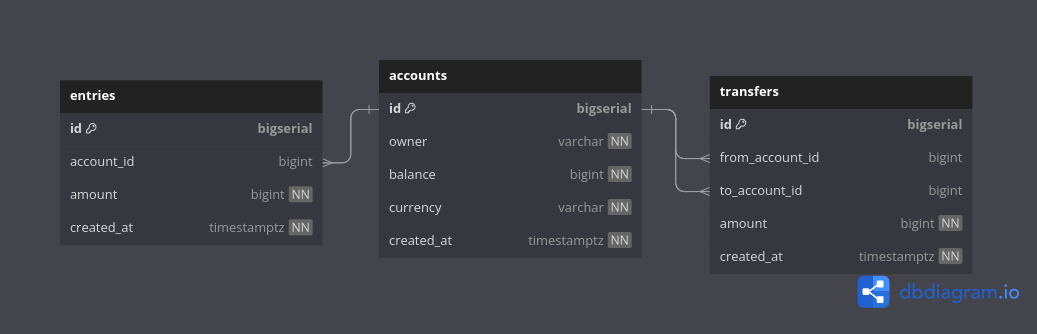 entries
id bigserial
account_id bigint
amount bigint NN
created_at timestamptz NN
accounts
id bigserial
owner varchar NN
balance bigint NN
currency varchar NN
created_at timestamptz NN
transfers
id bigserial
from_account_id bigint
to_account_id bigint
amount bigint NN
created_at timestamptz NN
dbdiagram.io